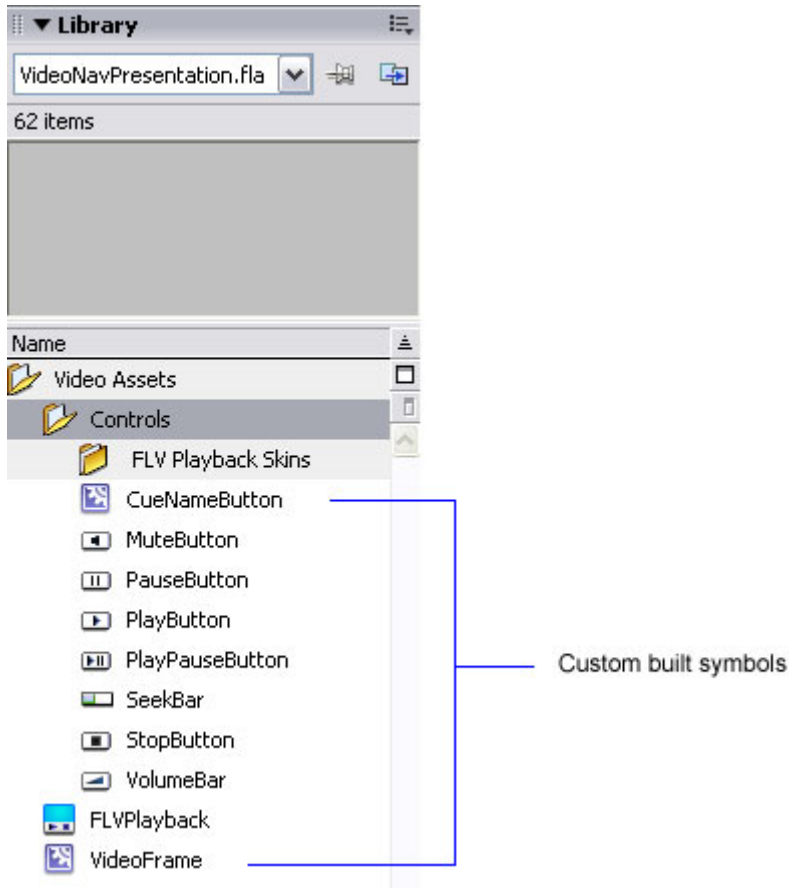 Library
VideoNavPresentation.fla
62 items
Name
Video Assets
Controls
FLV Playback Skins
CueNameButton
MuteButton
PauseButton
PlayButton
PlayPauseButton
Custom built symbols
SeekBar
StopButton
VolumeBar
FLVPlayback
VideoFrame